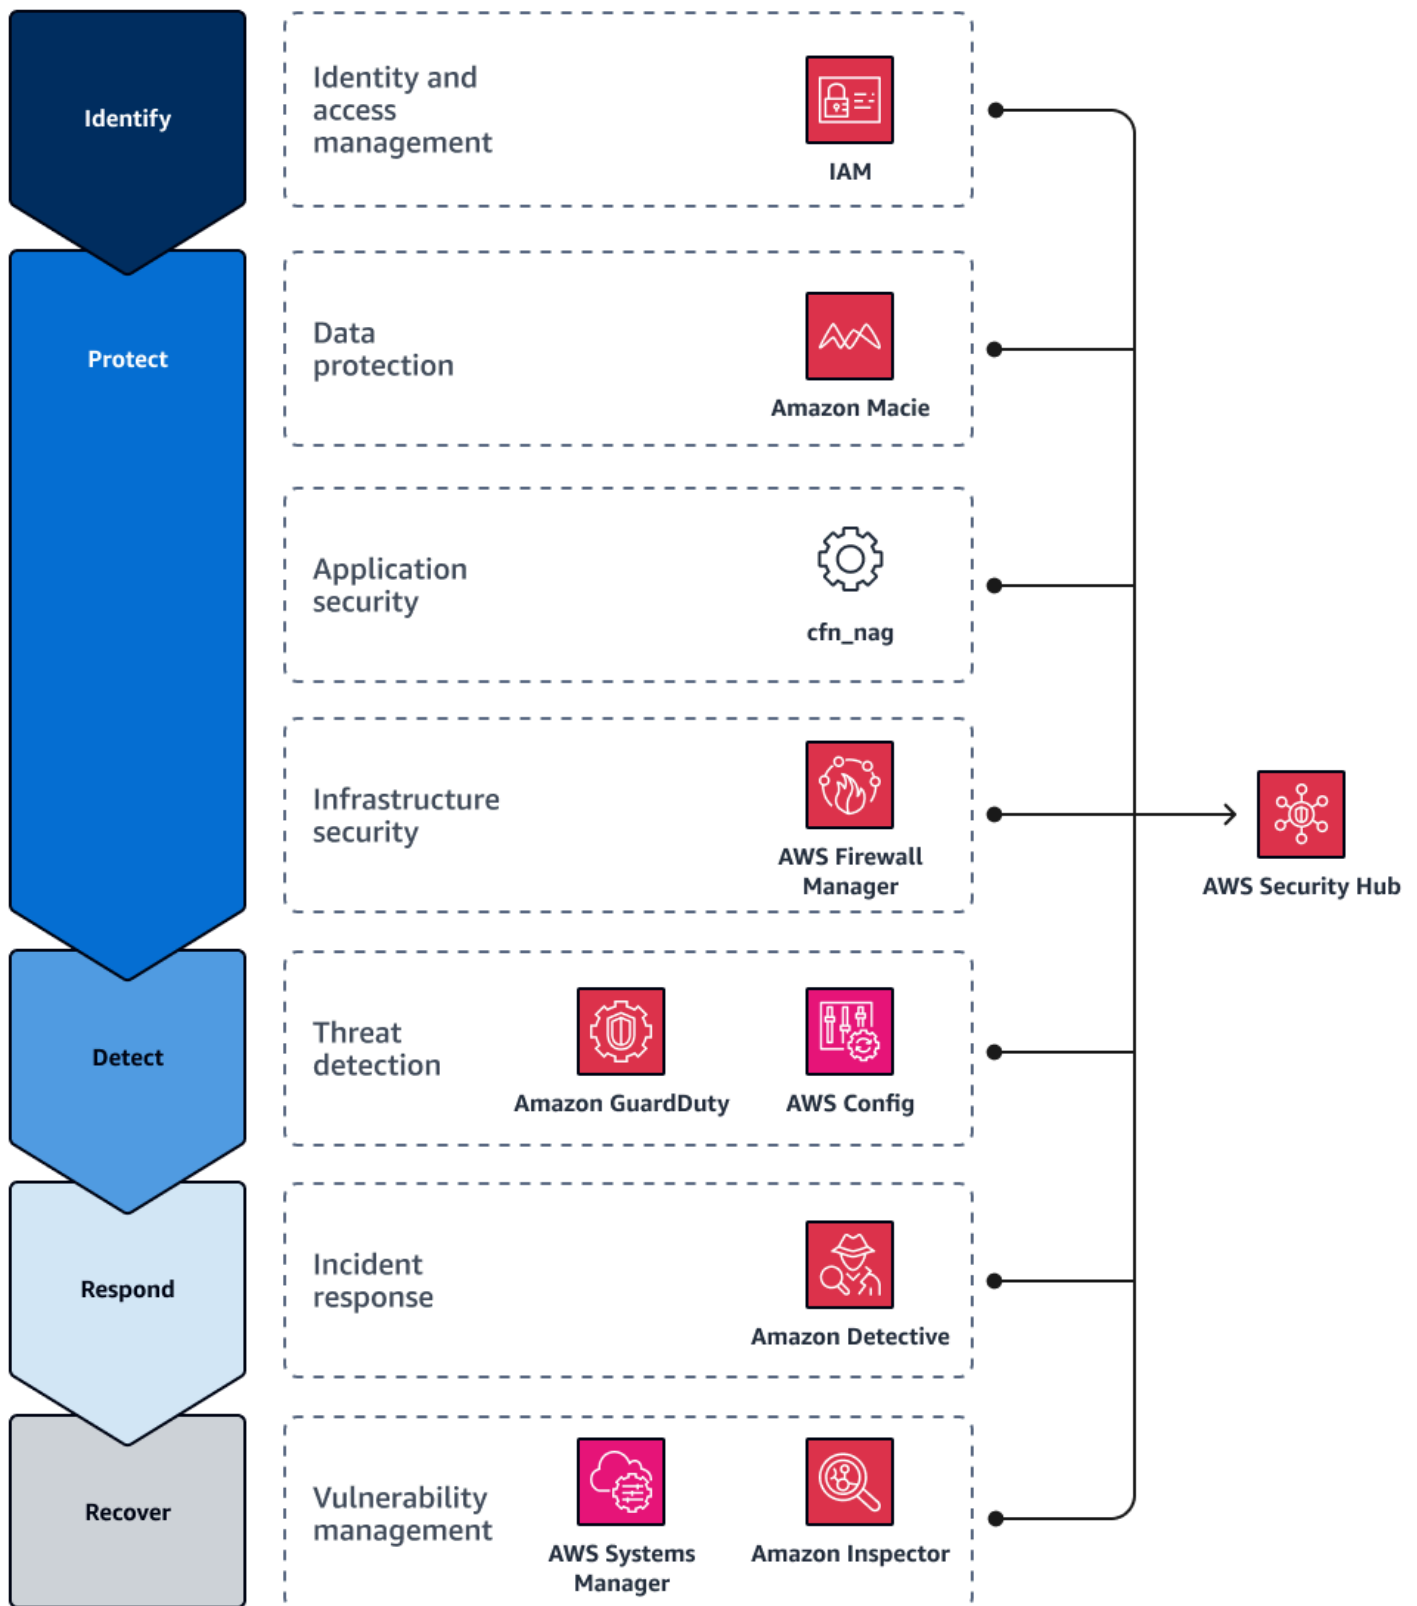 Identify
Identity and
access
management
IAM
Protect
Data
protection
Amazon Macie
Application
security
cfn_nag
Infrastructure
security
AWS Firewall
Manager
AWS Security Hub
Detect
Threat
detection
Amazon GuardDuty
AWS Config
Respond
Incident
response
Amazon Detective
Recover
Vulnerability
management
AWS Systems
Manager
Amazon Inspector